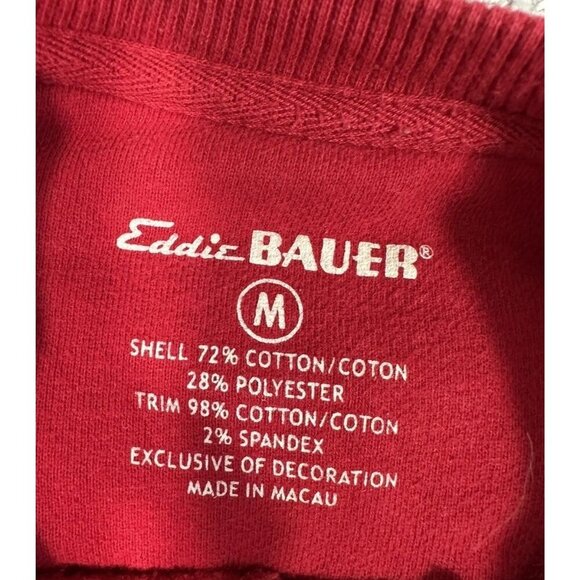 Eddie BAUER®
M
SHELL 72% COTTON/COTON
28% POLYESTER
TRIM 98% COTTON/COTON
2% SPANDEX
EXCLUSIVE OF DECORATION
MADE IN MACAU